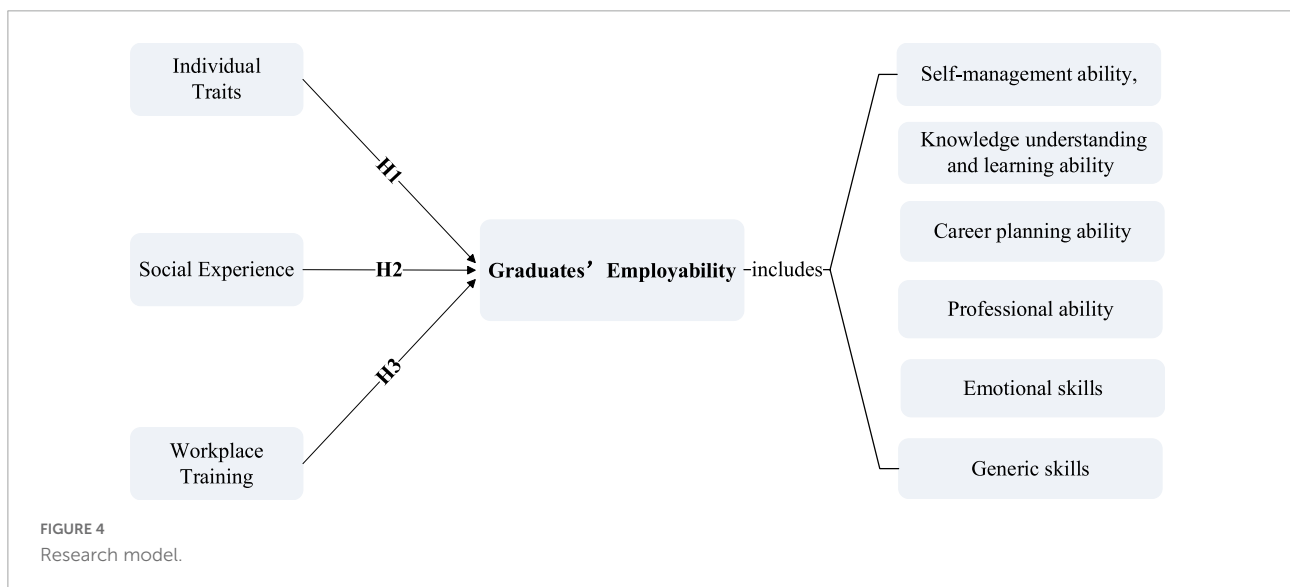 Individual
Traits
H1
Social Experience
H2
Workplace
Training
H3
Graduates’ Employability
includes
Self-management ability,
Knowledge understanding
and learning ability
Career planning ability
Professional ability
Emotional skills
Generic skills
FIGURE 4
Research model.